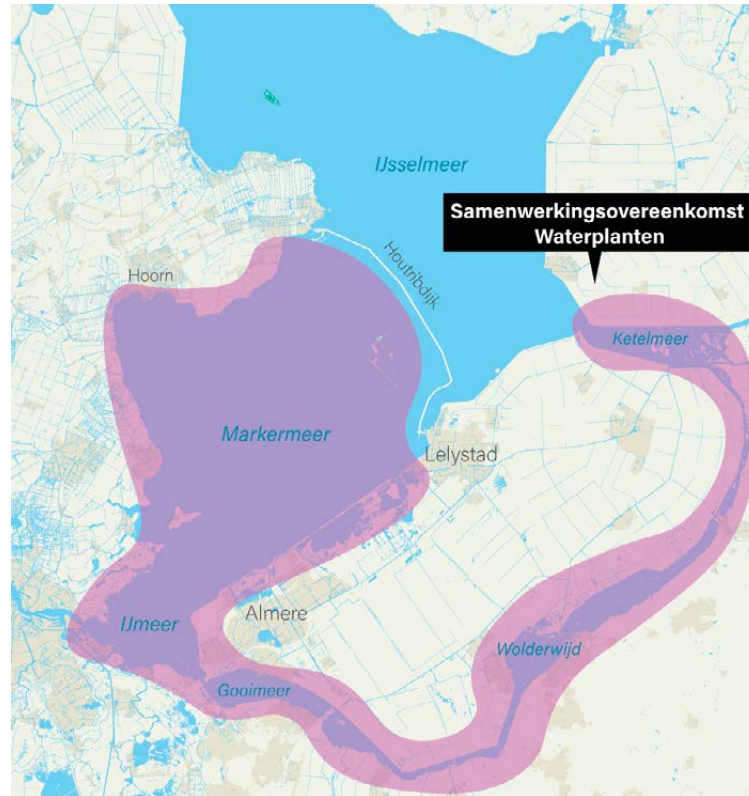 IJsselmeer
Samenwerkingsovereenkomst
Waterplanten
Houtribdijk
Hoorn
Ketelmeer
Markermeer
Lelystad
Almere
IJmeer
Wolderwijd
Gooimeer